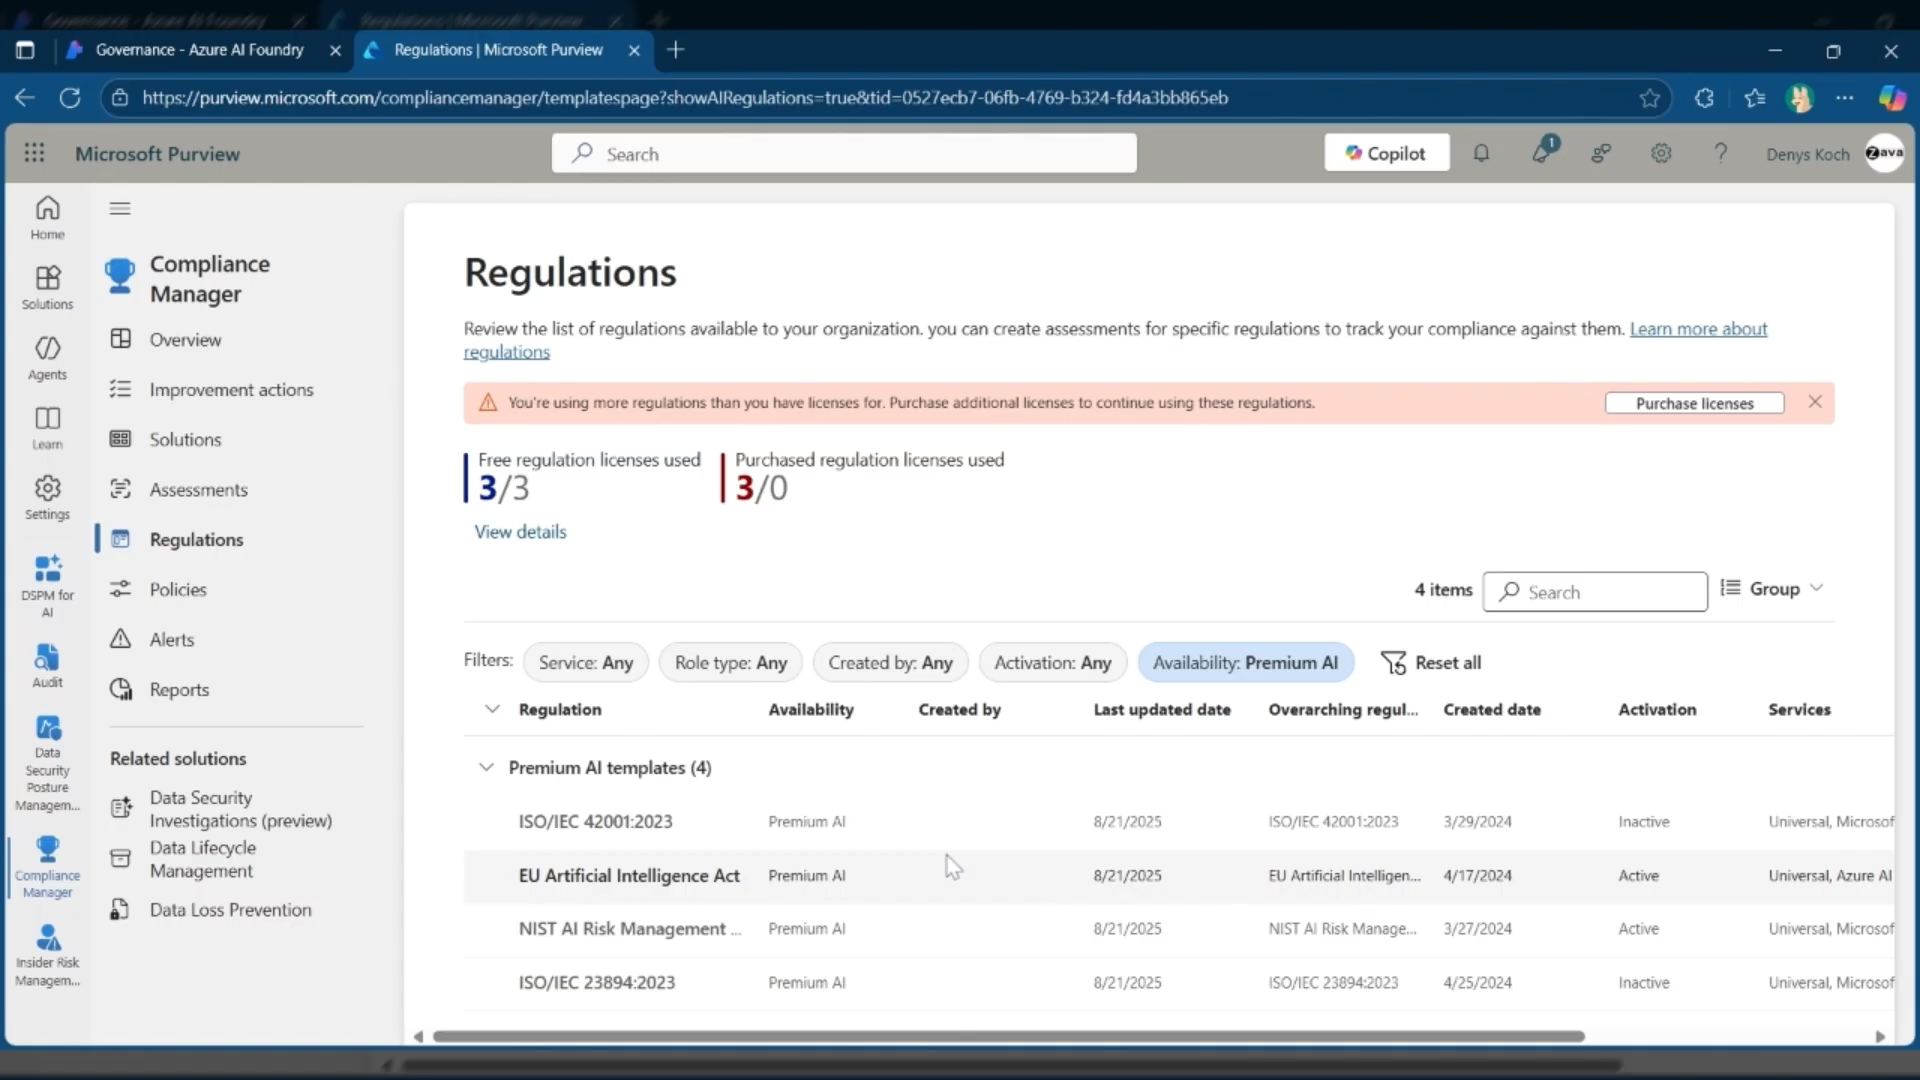 Governance - Azure AI Foundry
Regulations | Microsoft Purview
https://purview.microsoft.com/compliancemanager/templatespage?showAIRegulations=true&tid=0527ecb7-06fb-4769-b324-fd4a3bb865eb
Microsoft Purview
Search
Copilot
1
Denys Koch
Zava
Home
Solutions
Agents
Learn
Settings
DSPM for
AI
Audit
Data
Security
Posture
Managem...
Compliance
Manager
Insider Risk
Managem...
Compliance
Manager
Overview
Improvement actions
Solutions
Assessments
Regulations
Policies
Alerts
Reports
Related solutions
Data Security
Investigations (preview)
Data Lifecycle
Management
Data Loss Prevention
Regulations
Review the list of regulations available to your organization. you can create assessments for specific regulations to track your compliance against them. Learn more about
regulations
You're using more regulations than you have licenses for. Purchase additional licenses to continue using these regulations.
Purchase licenses
Free regulation licenses used
3/3
Purchased regulation licenses used
3/0
View details
4 items
Search
Group
Filters: Service: Any Role type: Any Created by: Any Activation: Any Availability: Premium AI Reset all
Regulation Availability Created by Last updated date Overarching regul... Created date Activation Services
Premium AI templates (4)
ISO/IEC 42001:2023 Premium AI 8/21/2025 ISO/IEC 42001:2023 3/29/2024 Inactive Universal, Microsof
EU Artificial Intelligence Act Premium AI 8/21/2025 EU Artificial Intelligen... 4/17/2024 Active Universal, Azure AI
NIST AI Risk Management ... Premium AI 8/21/2025 NIST AI Risk Manage... 3/27/2024 Active Universal, Microsof
ISO/IEC 23894:2023 Premium AI 8/21/2025 ISO/IEC 23894:2023 4/25/2024 Inactive Universal, Microsof